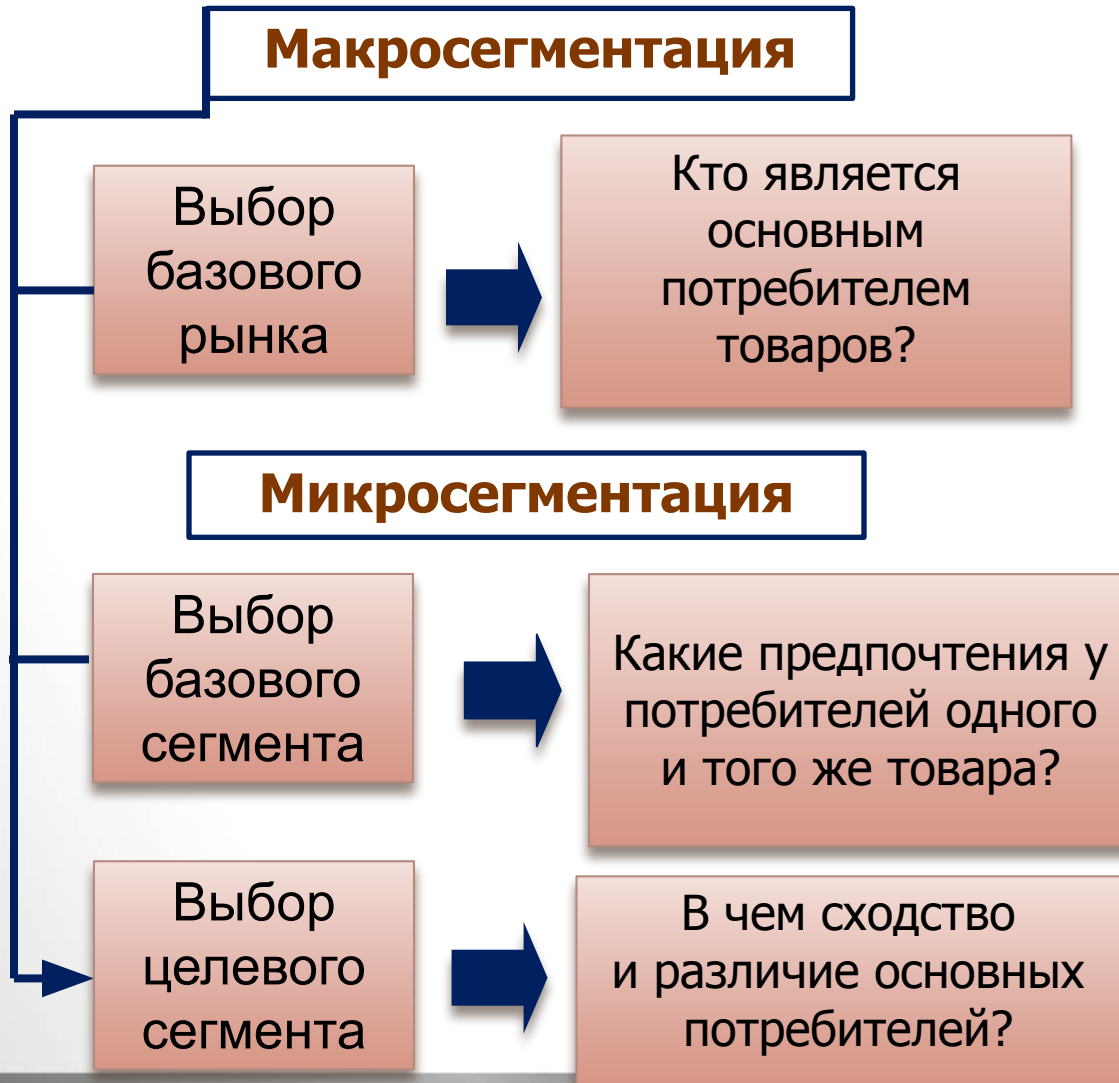 Макросегментация
Выбор
базового
рынка
Кто является
основным
потребителем
товаров?
Микросегментация
Выбор
базового
сегмента
Какие предпочтения у
потребителей одного
и того же товара?
Выбор
целевого
сегмента
В чем сходство
и различие основных
потребителей?